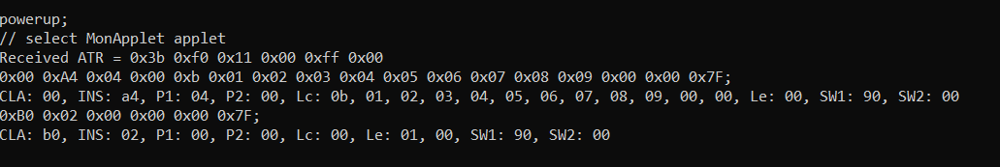 powerup;
// select MonApplet applet
Received ATR = 0x3b 0xf0 0x11 0x00 0xff 0x00
0x00 0xA4 0x04 0x00 0xb 0x01 0x02 0x03 0x04 0x05 0x06 0x07 0x08 0x09 0x00 0x00 0x7F;
CLA: 00, INS: a4, P1: 04, P2: 00, Lc: 0b, 01, 02, 03, 04, 05, 06, 07, 08, 09, 00, 00, Le: 00, SW1: 90, SW2: 00
0xB0 0x02 0x00 0x00 0x00 0x7F;
CLA: b0, INS: 02, P1: 00, P2: 00, Lc: 00, Le: 01, 00, SW1: 90, SW2: 00